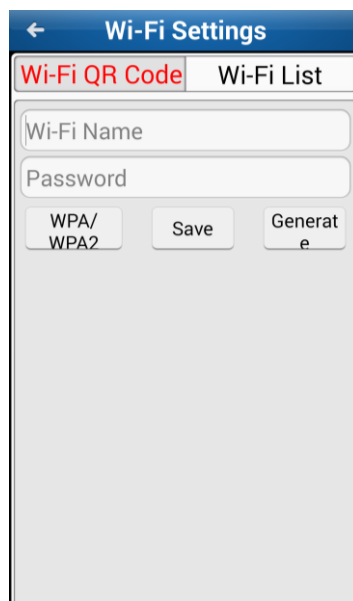 Wi-Fi Settings
Wi-Fi QR Code Wi-Fi List
Wi-Fi Name
Password
WPA/
WPA2
Save
Generat
e